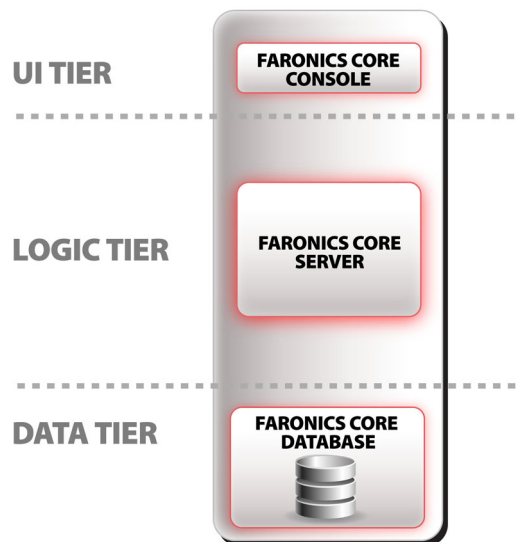 UI TIER
FARONICS CORE
CONSOLE
LOGIC TIER
FARONICS CORE
SERVER
DATA TIER
FARONICS CORE
DATABASE